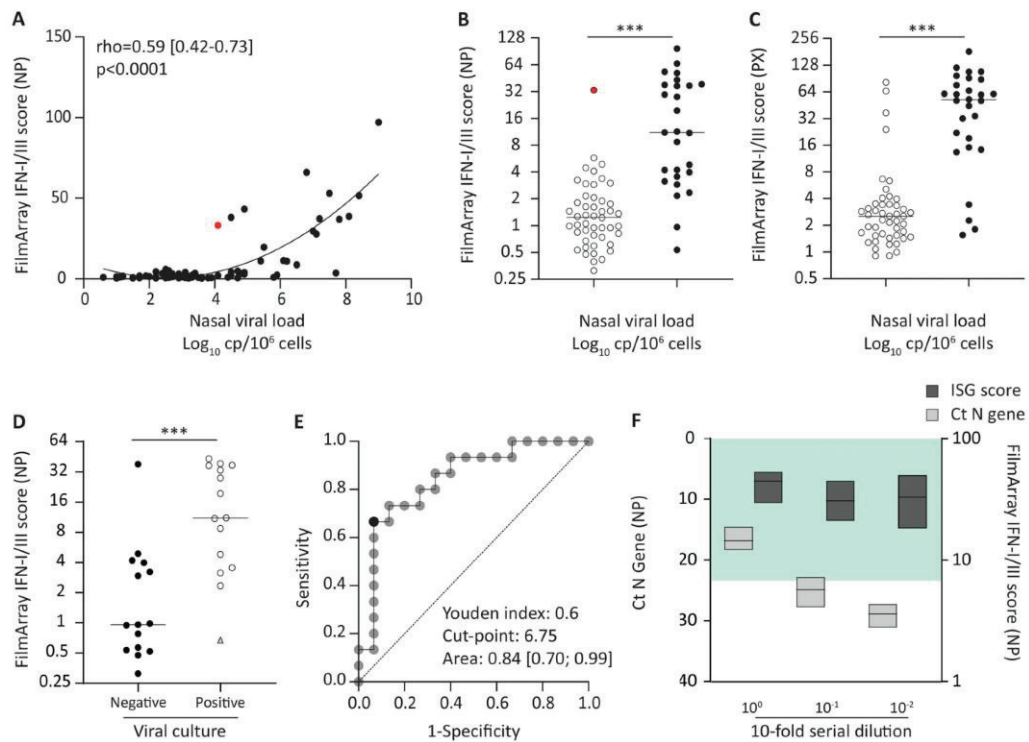 A
FilmArray IFN-I/III score (NP)
150
100
50
0
rho=0.59 [0.42-0.73]
p<0.0001
0 2 4 6 8 10
Nasal viral load
Log₁₀ cp/10⁶ cells
B
FilmArray IFN-I/III score (NP)
128
64
32
16
8
4
2
1
0.5
0.25
***
Nasal viral load
Log₁₀ cp/10⁶ cells
C
FilmArray IFN-I/III score (PX)
256
128
64
32
16
8
4
2
1
0.5
***
Nasal viral load
Log₁₀ cp/10⁶ cells
D
FilmArray IFN-I/III score (NP)
64
32
16
8
4
2
1
0.5
0.25
***
Negative Positive
Viral culture
E
Sensitivity
1.0
0.8
0.6
0.4
0.2
0.0
Youden index: 0.6
Cut-point: 6.75
Area: 0.84 [0.70; 0.99]
0.0 0.2 0.4 0.6 0.8 1.0
1-Specificity
ISG score
Ct N gene
F
Ct N Gene (NP)
0
10
20
30
40
100
10
1
FilmArray IFN-I/III score
(NP)
10⁰ 10⁻¹ 10⁻²
10-fold serial dilution